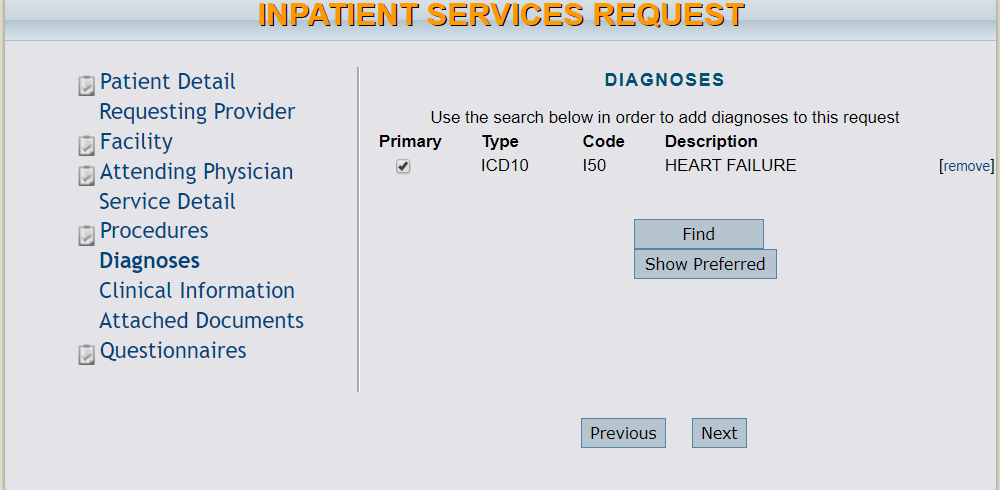 INPATIENT SERVICES REQUEST
Patient Detail
Requesting Provider
Facility
Attending Physician
Service Detail
Procedures
Diagnoses
Clinical Information
Attached Documents
Questionnaires
DIAGNOSES
Use the search below in order to add diagnoses to this request
Primary Type Code Description
ICD10 I50 HEART FAILURE [remove]
Find
Show Preferred
Previous Next